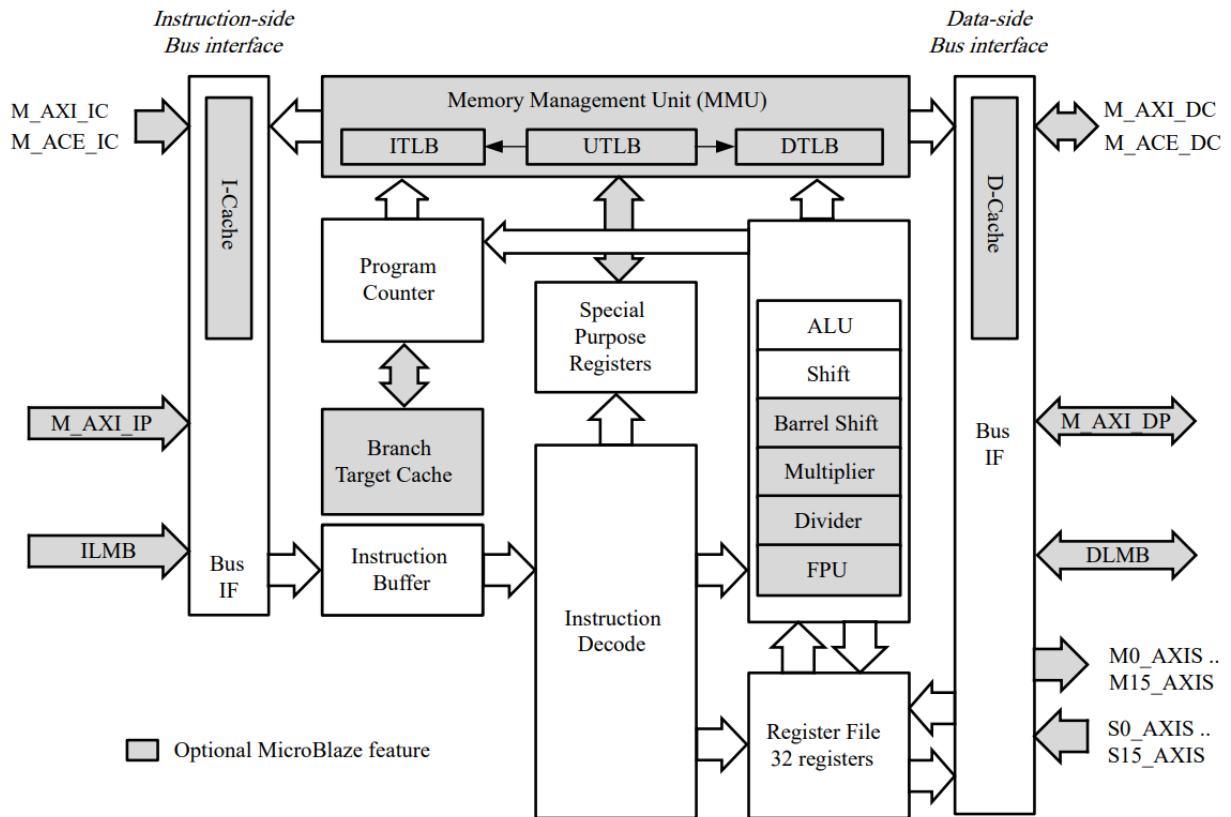 Instruction-side
Bus interface
Data-side
Bus interface
M_AXI_IC
M_ACE_IC
I-Cache
Bus
IF
Memory Management Unit (MMU)
ITLB
UTLB
DTLB
D-Cache
Bus
IF
M_AXI_DC
M_ACE_DC
Program
Counter
Special
Purpose
Registers
ALU
Shift
Barrel Shift
Multiplier
Divider
FPU
M_AXI_IP
Branch
Target Cache
M_AXI_DP
ILMB
Instruction
Buffer
Instruction
Decode
DLMB
Register File
32 registers
M0_AXIS ..
M15_AXIS
S0_AXIS ..
S15_AXIS
Optional MicroBlaze feature